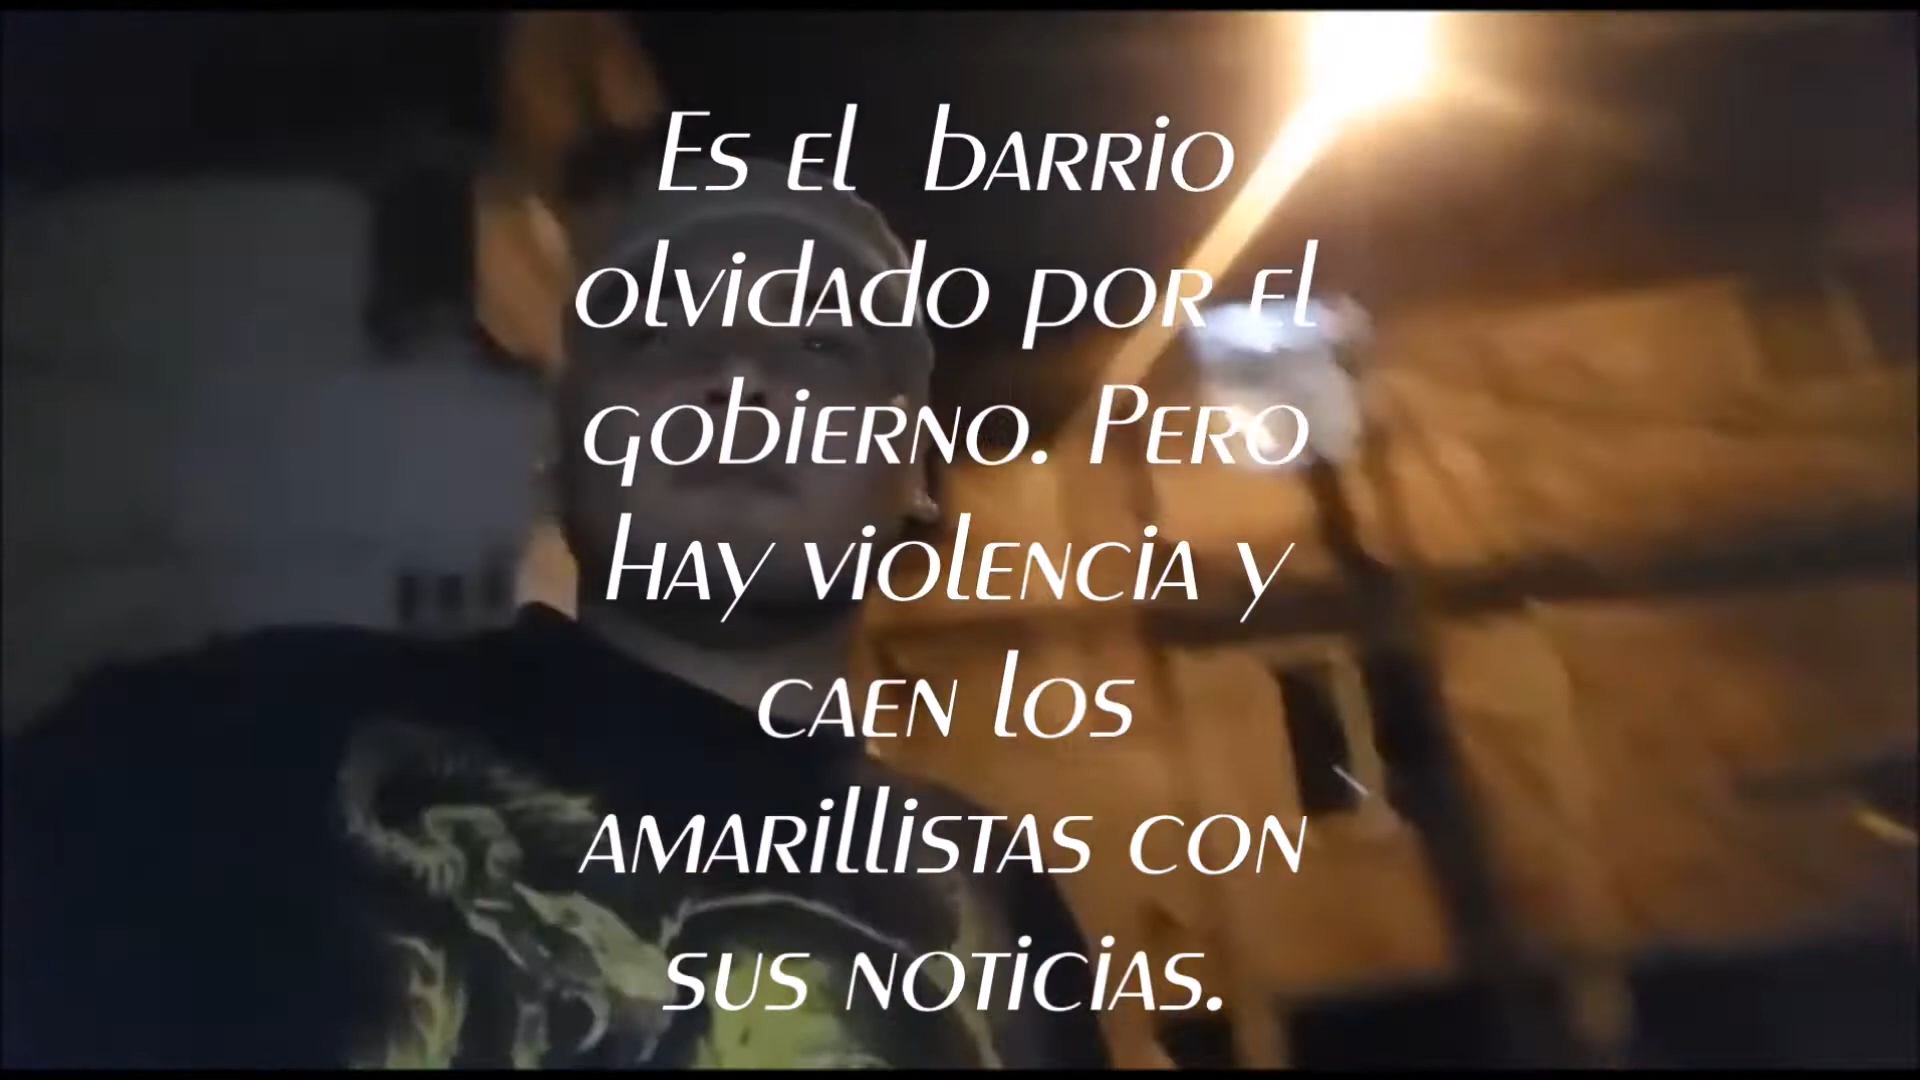 Es el barrio
olvidado por el
gobierno. Pero
hay violencia y
caen los
amarillistas con
sus noticias.